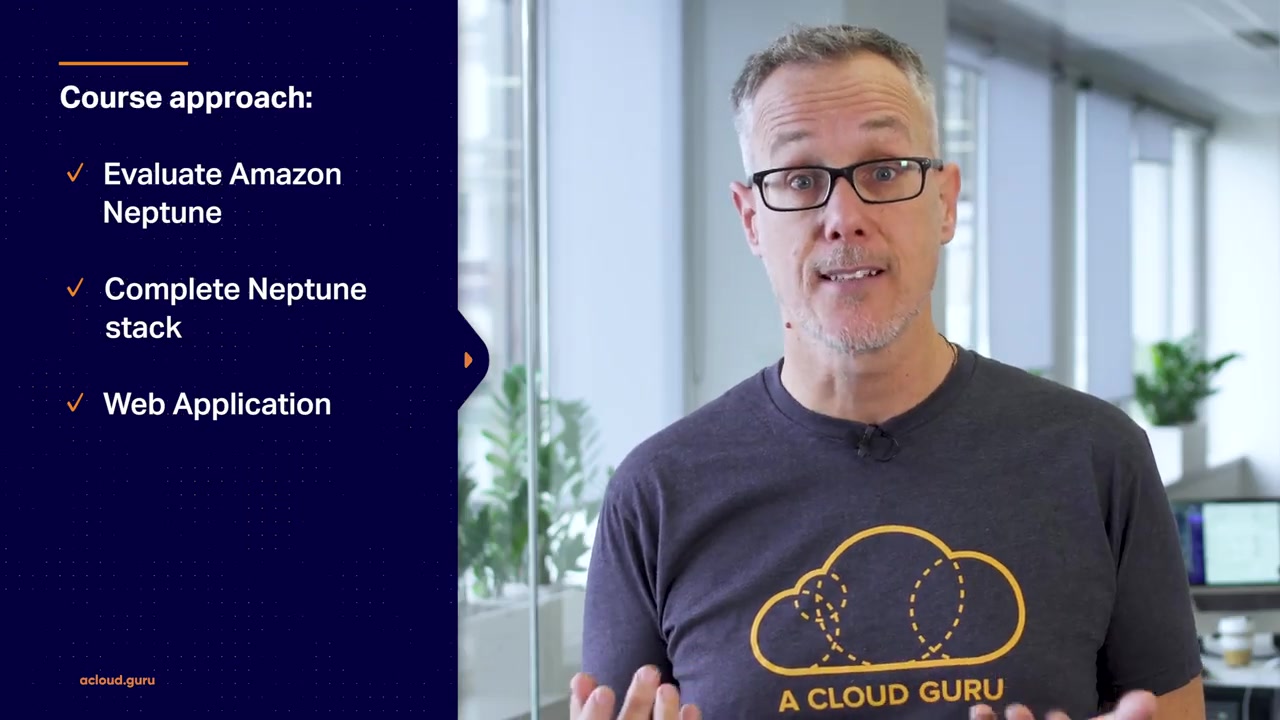 Course approach:
✓ Evaluate Amazon
Neptune
✓ Complete Neptune
stack
✓ Web Application
acloud.guru
A CLOUD GURU